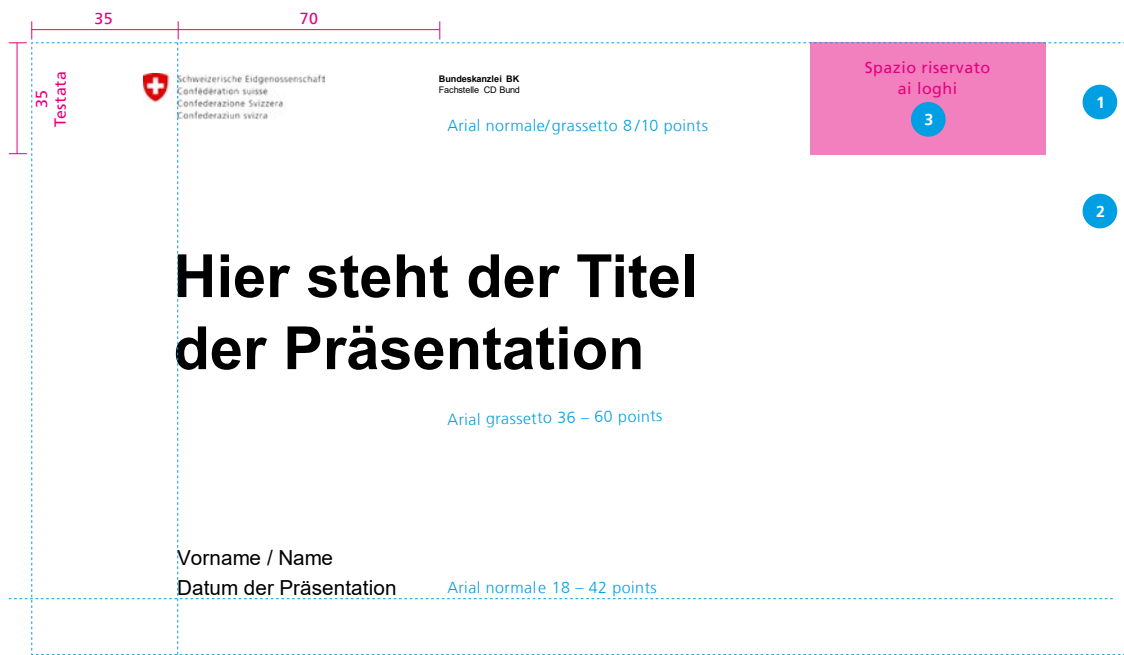 35
70
35
Testata
Schweizerische Eidgenossenschaft
Confédération suisse
Confederazione Svizzera
Confederaziun svizra
Bundeskanzlei BK
Fachstelle CD Bund
Arial normale/grassetto 8/10 points
Spazio riservato
ai loghi
3
1
2
Hier steht der Titel
der Präsentation
Arial grassetto 36 – 60 points
Vorname / Name
Datum der Präsentation
Arial normale 18 – 42 points